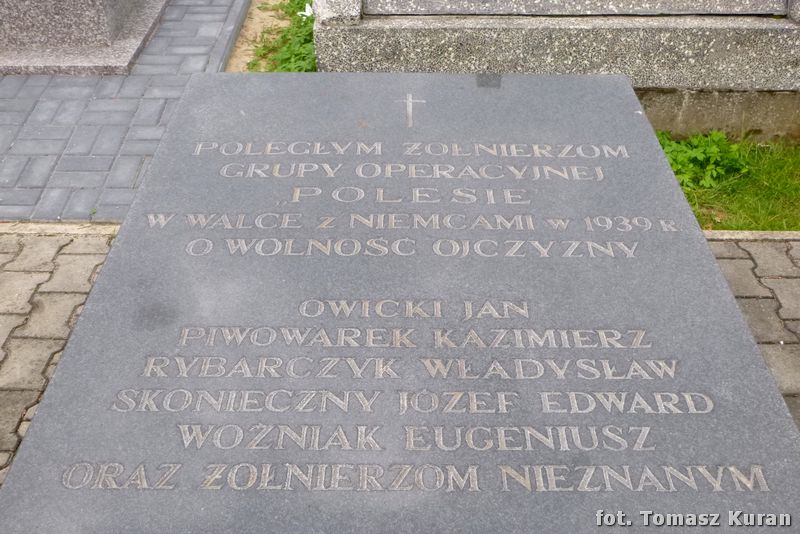 POLEGŁYM ŻOŁNIERZOM
GRUPY OPERACYJNEJ
„POLESIE"
W WALCE Z NIEMCAMI W 1939 R.
O WOLNOŚĆ OJCZYZNY
OWICKI JAN
PIWOWAREK KAZIMIERZ
RYBARCZYK WŁADYSŁAW
SKONIECZNY JÓZEF EDWARD
WOŹNIAK EUGENIUSZ
ORAZ ŻOŁNIERZOM NIEZNANYM
fot. Tomasz Kuran